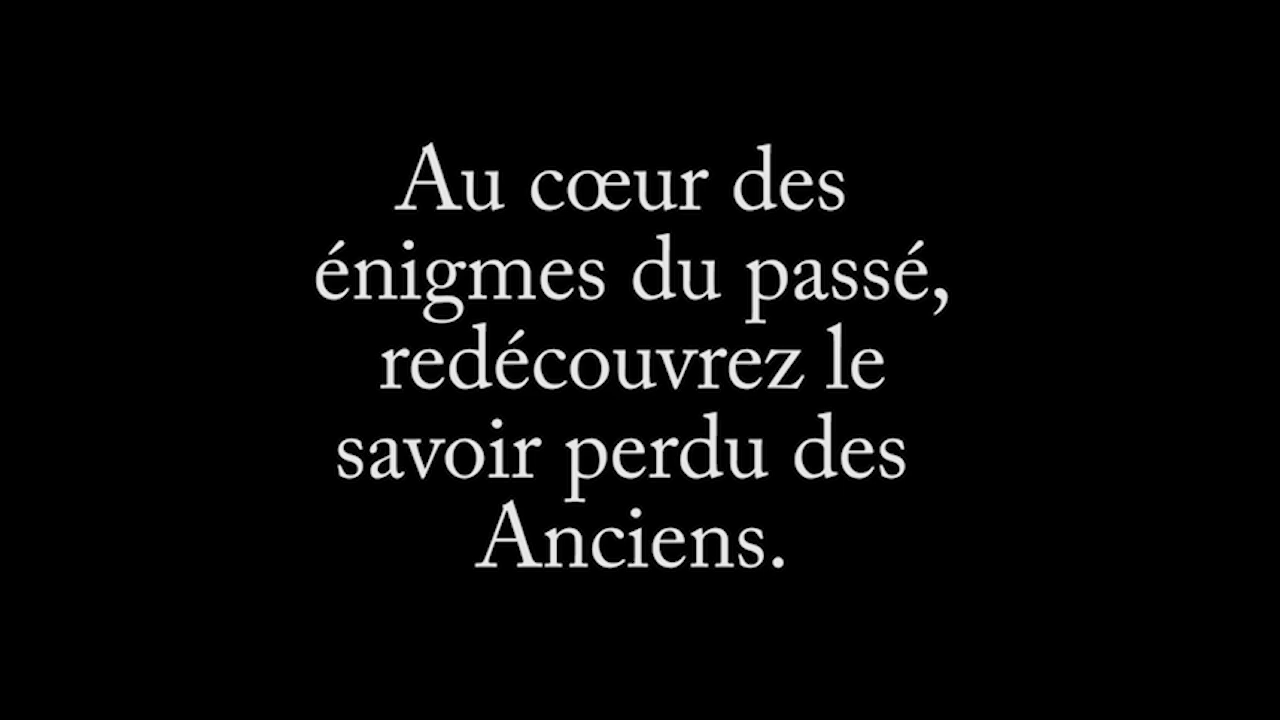 Au cœur des
énigmes du passé,
redécouvrez le
savoir perdu des
Anciens.